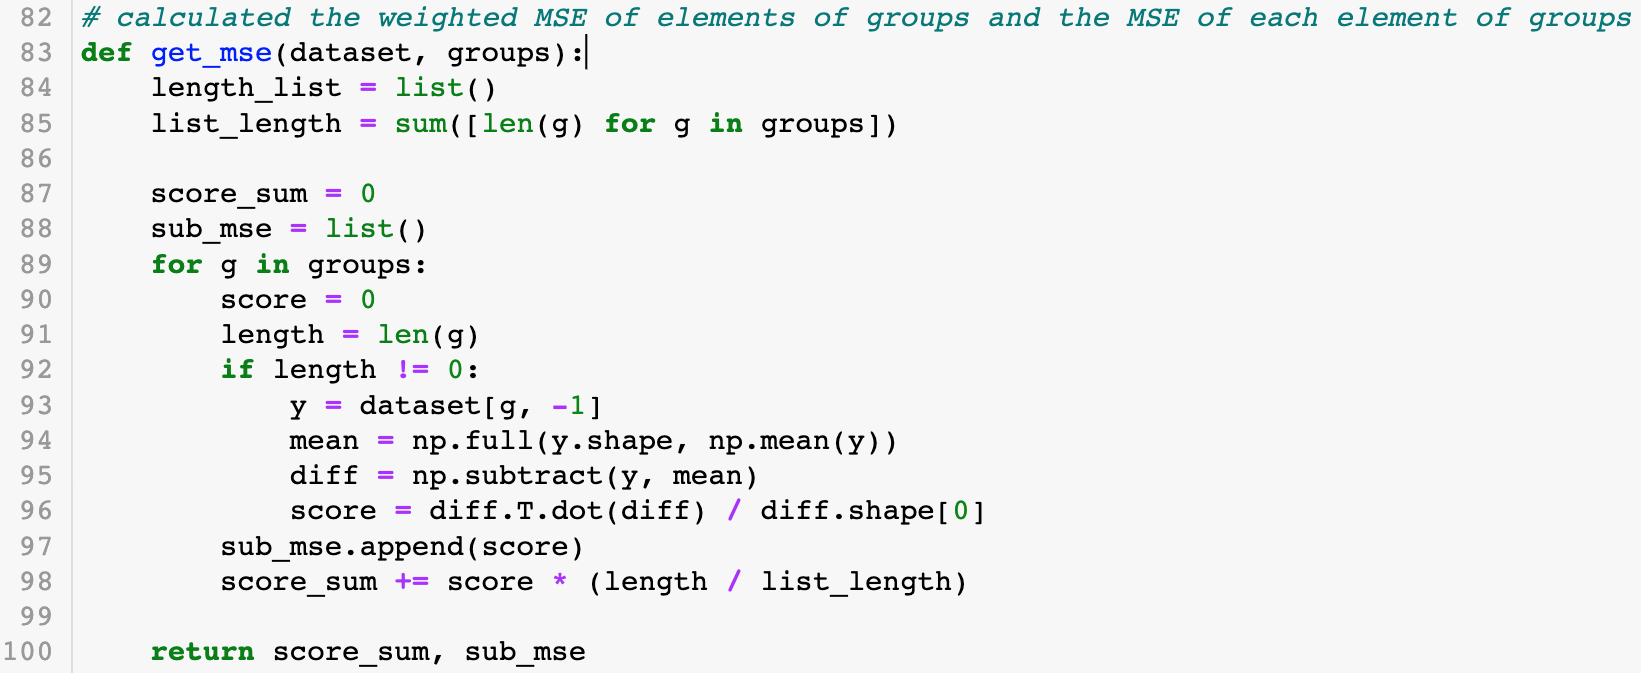 82 # calculated the weighted MSE of elements of groups and the MSE of each element of groups
83 def get_mse(dataset, groups):
84     length_list = list()
85     list_length = sum([len(g) for g in groups])
86
87     score_sum = 0
88     sub_mse = list()
89     for g in groups:
90         score = 0
91         length = len(g)
92         if length != 0:
93             y = dataset[g, -1]
94             mean = np.full(y.shape, np.mean(y))
95             diff = np.subtract(y, mean)
96             score = diff.T.dot(diff) / diff.shape[0]
97         sub_mse.append(score)
98         score_sum += score * (length / list_length)
99
100     return score_sum, sub_mse